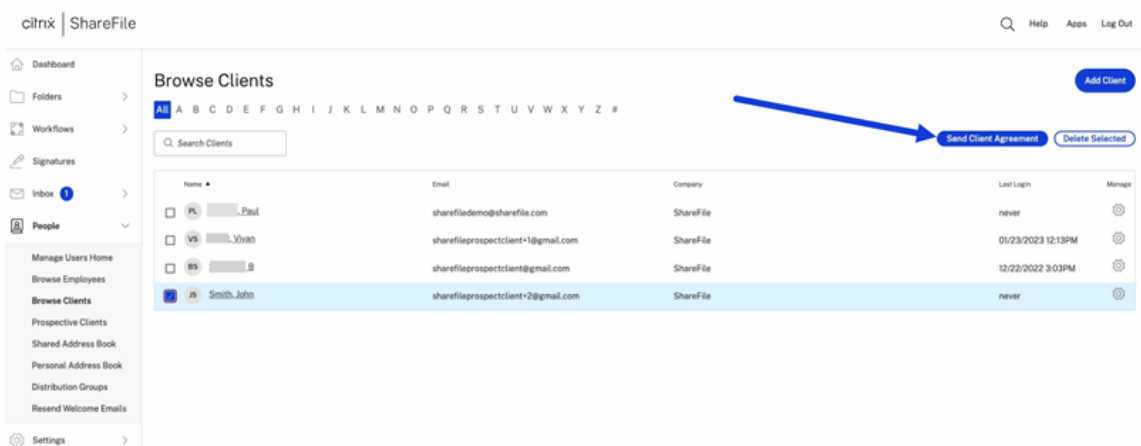 citrix | ShareFile
Help Apps Log Out
Dashboard
Folders
Workflows
Signatures
Inbox 1
People
Manage Users Home
Browse Employees
Browse Clients
Prospective Clients
Shared Address Book
Personal Address Book
Distribution Groups
Resend Welcome Emails
Settings
Browse Clients
Add Client
All A B C D E F G H I J K L M N O P Q R S T U V W X Y Z #
Search Clients
Send Client Agreement Delete Selected
Name Email Company Last Login Manage
PL , Paul sharefiledemo@sharefile.com ShareFile never
VS , Vivan sharefileprospectclient+1@gmail.com ShareFile 01/23/2023 12:13PM
BS , B sharefileprospectclient@gmail.com ShareFile 12/22/2022 3:03PM
JS Smith, John sharefileprospectclient+2@gmail.com ShareFile never